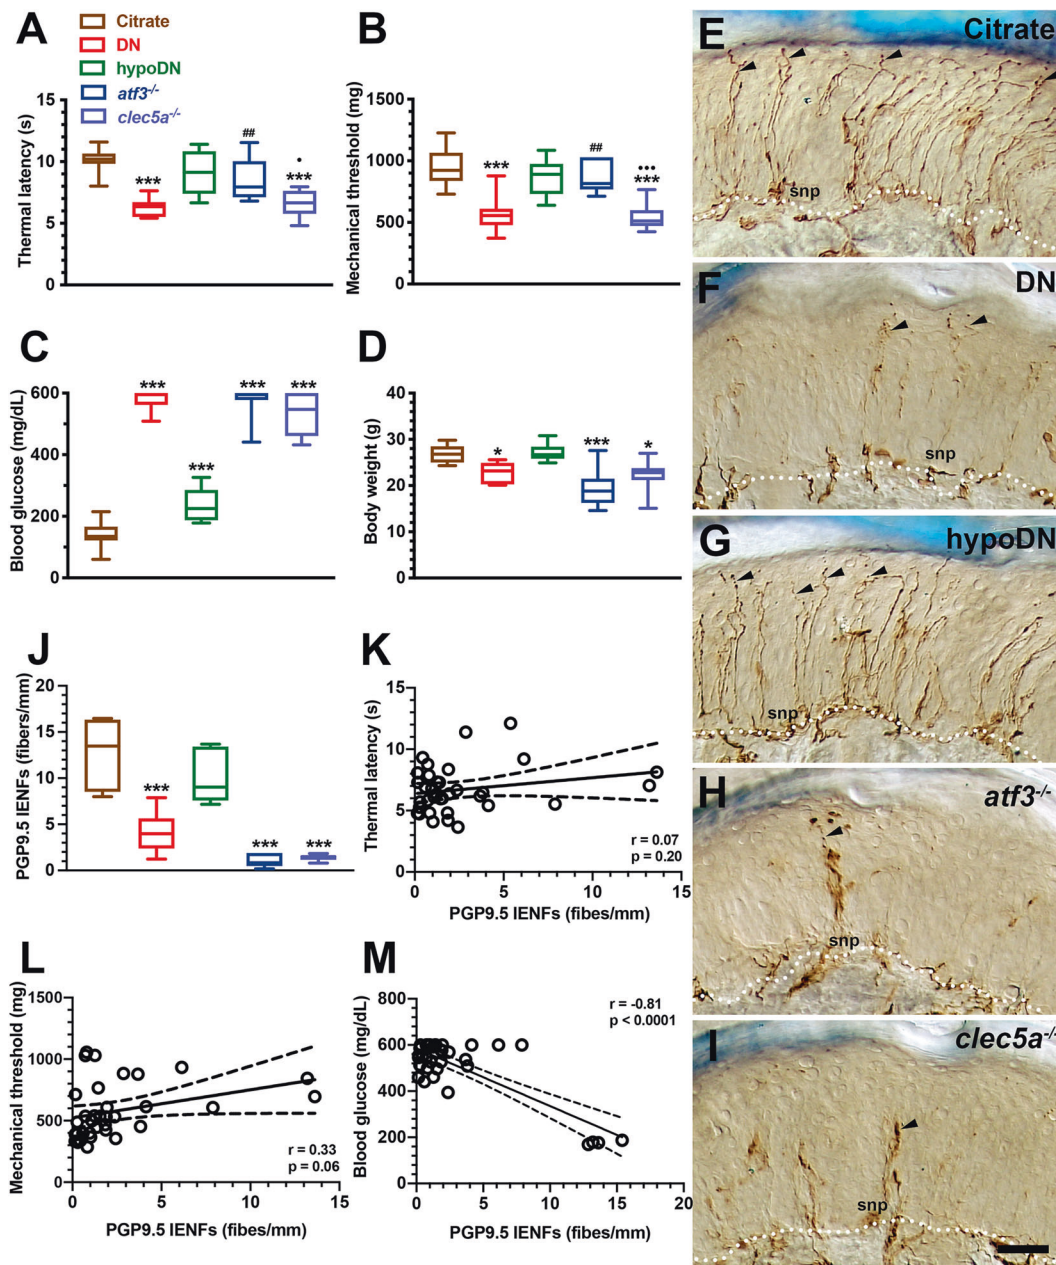 A
Citrate
DN
hypoDN
atf3-/-
clec5a-/-
Thermal latency (s)
15
10
5
0
***
##
•
***
B
Mechanical threshold (mg)
1500
1000
500
0
***
##
•••
***
C
Blood glucose (mg/dL)
600
400
200
0
***
***
***
***
D
Body weight (g)
40
30
20
10
0
*
***
*
E
Citrate
snp
F
DN
snp
G
hypoDN
snp
H
atf3-/-
snp
I
clec5a-/-
snp
J
PGP9.5 IENFs (fibers/mm)
20
15
10
5
0
***
***
***
K
Thermal latency (s)
15
10
5
0
r = 0.07
p = 0.20
0 5 10 15
PGP9.5 IENFs (fibes/mm)
L
Mechanical threshold (mg)
1500
1000
500
0
r = 0.33
p = 0.06
0 5 10 15
PGP9.5 IENFs (fibes/mm)
M
Blood glucose (mg/dL)
800
600
400
200
0
r = -0.81
p < 0.0001
0 5 10 15 20
PGP9.5 IENFs (fibes/mm)